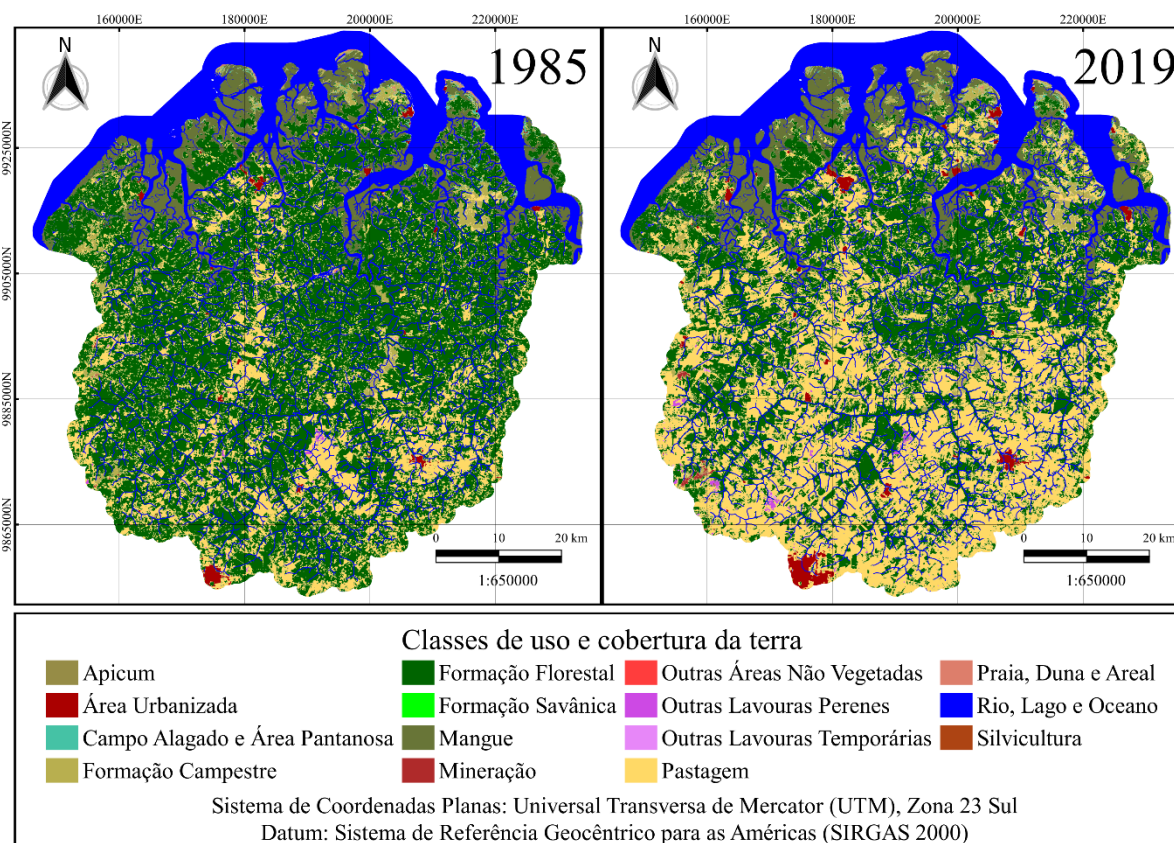 160000E 180000E 200000E 220000E 160000E 180000E 200000E 220000E
N 1985 N 2019
9925000N
9905000N
9885000N
9865000N
0 10 20 km 0 10 20 km
1:650000 1:650000
Classes de uso e cobertura da terra
Apicum Formação Florestal Outras Áreas Não Vegetadas Praia, Duna e Areal
Área Urbanizada Formação Savânica Outras Lavouras Perenes Rio, Lago e Oceano
Campo Alagado e Área Pantanosa Mangue Outras Lavouras Temporárias Silvicultura
Formação Campestre Mineração Pastagem
Sistema de Coordenadas Planas: Universal Transversa de Mercator (UTM), Zona 23 Sul
Datum: Sistema de Referência Geocêntrico para as Américas (SIRGAS 2000)